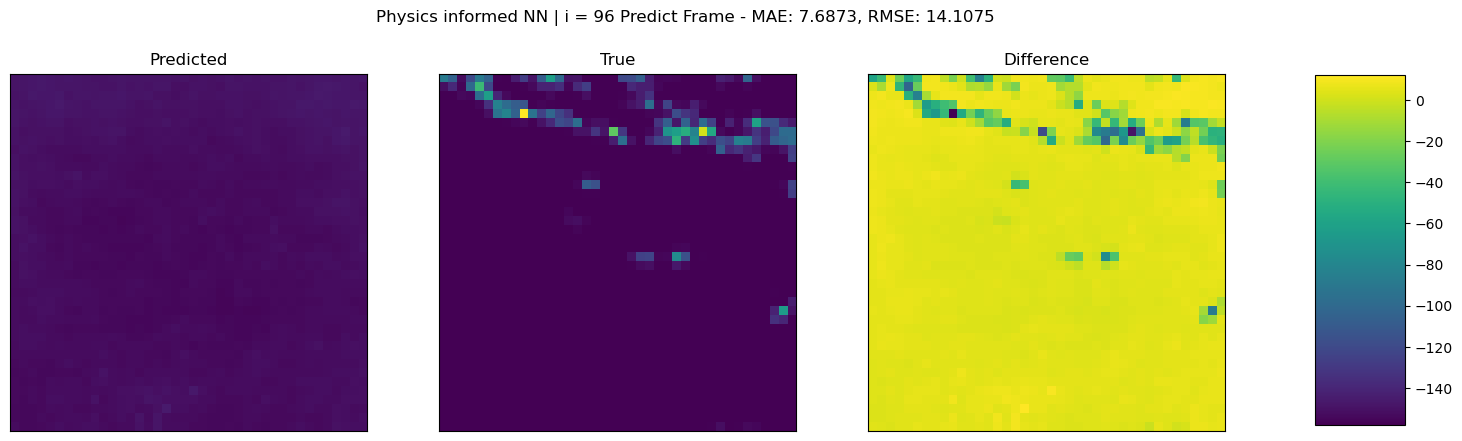 Physics informed NN | i = 96 Predict Frame - MAE: 7.6873, RMSE: 14.1075
Predicted
True
Difference
0
−20
−40
−60
−80
−100
−120
−140